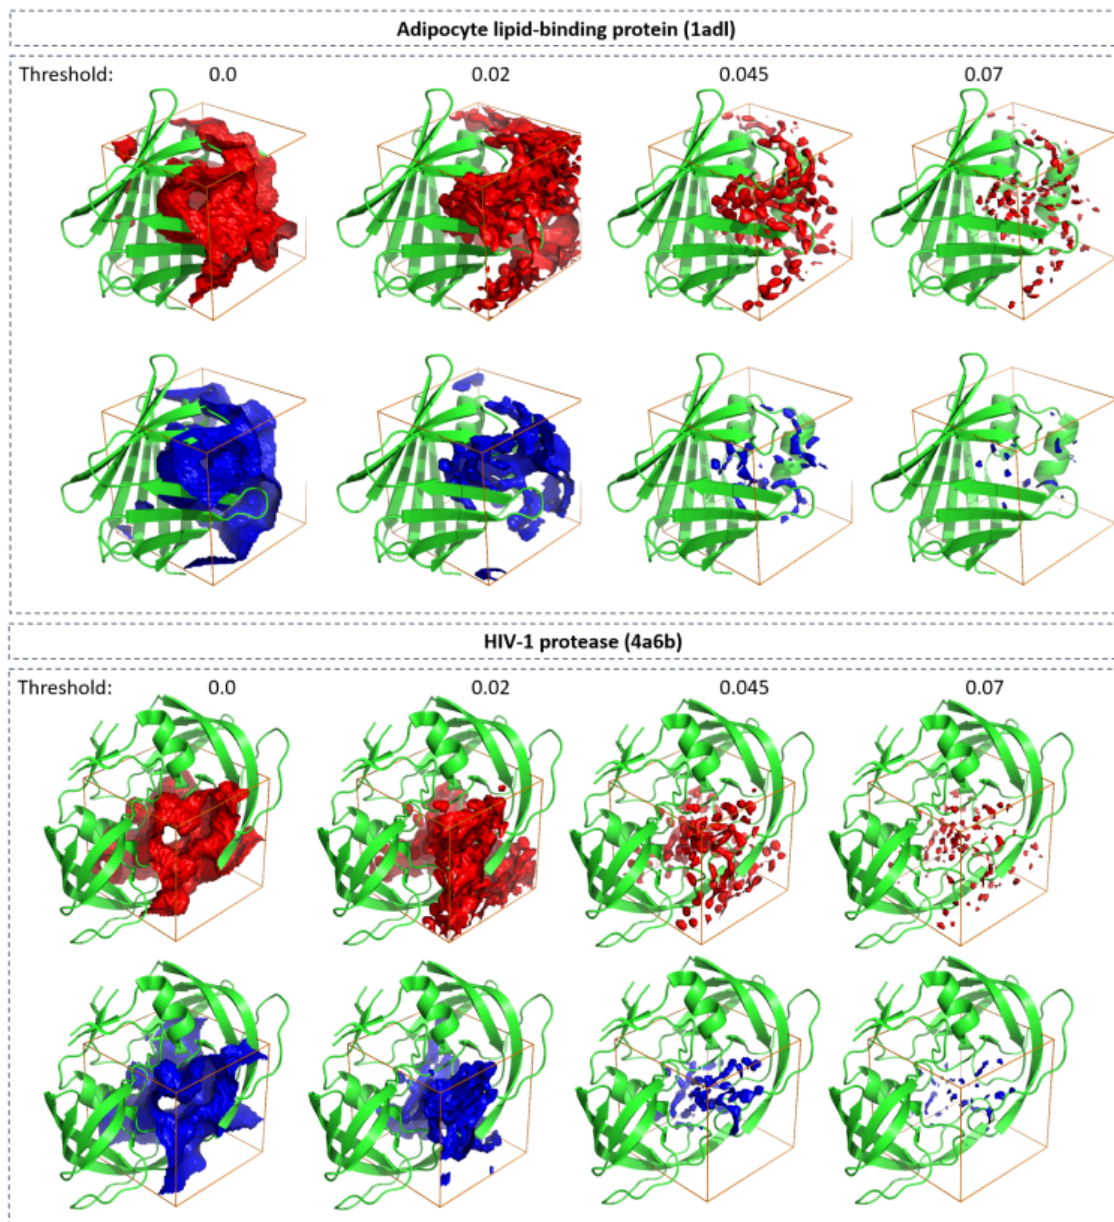 Adipocyte lipid-binding protein (1adl)
Threshold: 0.0 0.02 0.045 0.07
HIV-1 protease (4a6b)
Threshold: 0.0 0.02 0.045 0.07